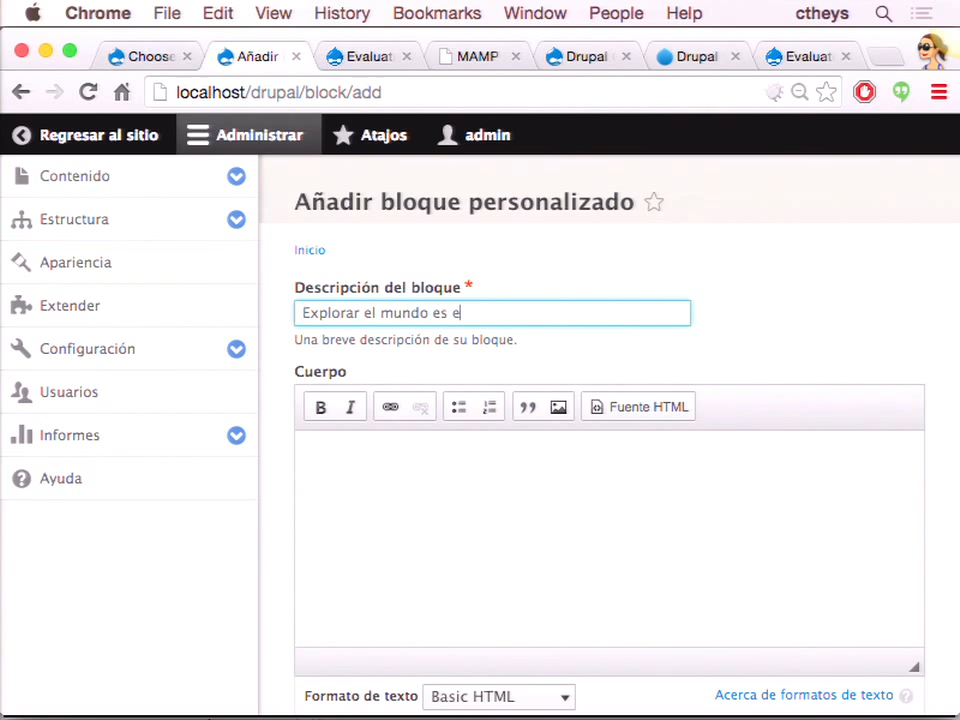 Chrome File Edit View History Bookmarks Window People Help ctheys
Choose Añadir Evaluat MAMP Drupal Drupal Evaluat
localhost/drupal/block/add
Regresar al sitio Administrar Atajos admin
Contenido
Estructura
Apariencia
Extender
Configuración
Usuarios
Informes
Ayuda
Añadir bloque personalizado
Inicio
Descripción del bloque *
Explorar el mundo es e
Una breve descripción de su bloque.
Cuerpo
B I Fuente HTML
Formato de texto Basic HTML Acerca de formatos de texto ?